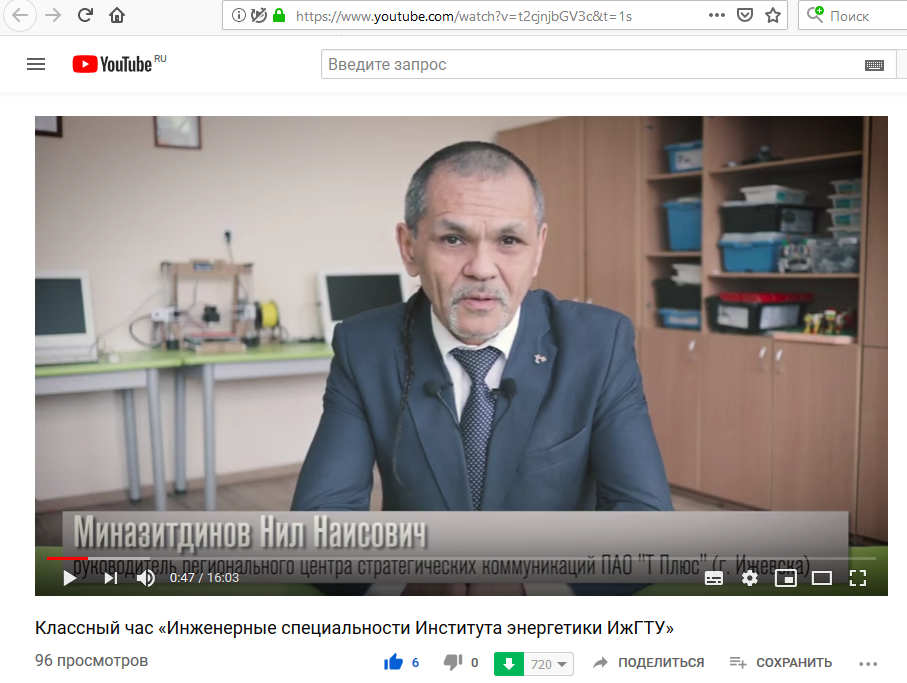 https://www.youtube.com/watch?v=t2cjnjbGV3c&t=1s
Поиск
YouTube RU
Введите запрос
Миназитдинов Нил Наисович
руководитель регионального центра стратегических коммуникаций ПАО "Т Плюс" (г. Ижевска)
0:47 / 16:03
Классный час «Инженерные специальности Института энергетики ИжГТУ»
96 просмотров
6
0
720
ПОДЕЛИТЬСЯ
СОХРАНИТЬ